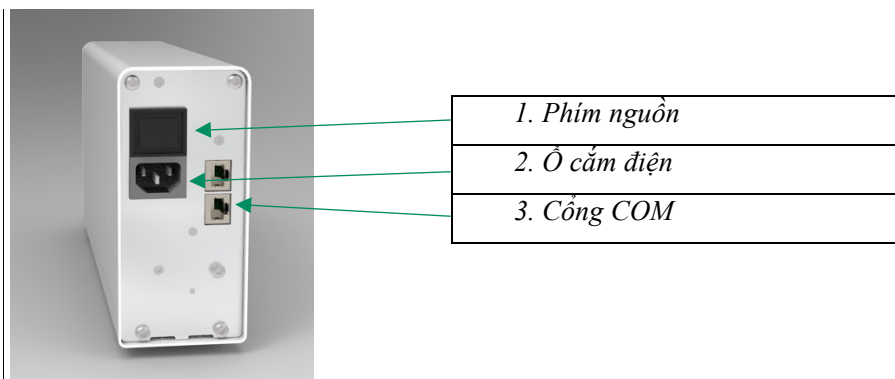 1. Phím nguồn
2. Ổ cắm điện
3. Cổng COM